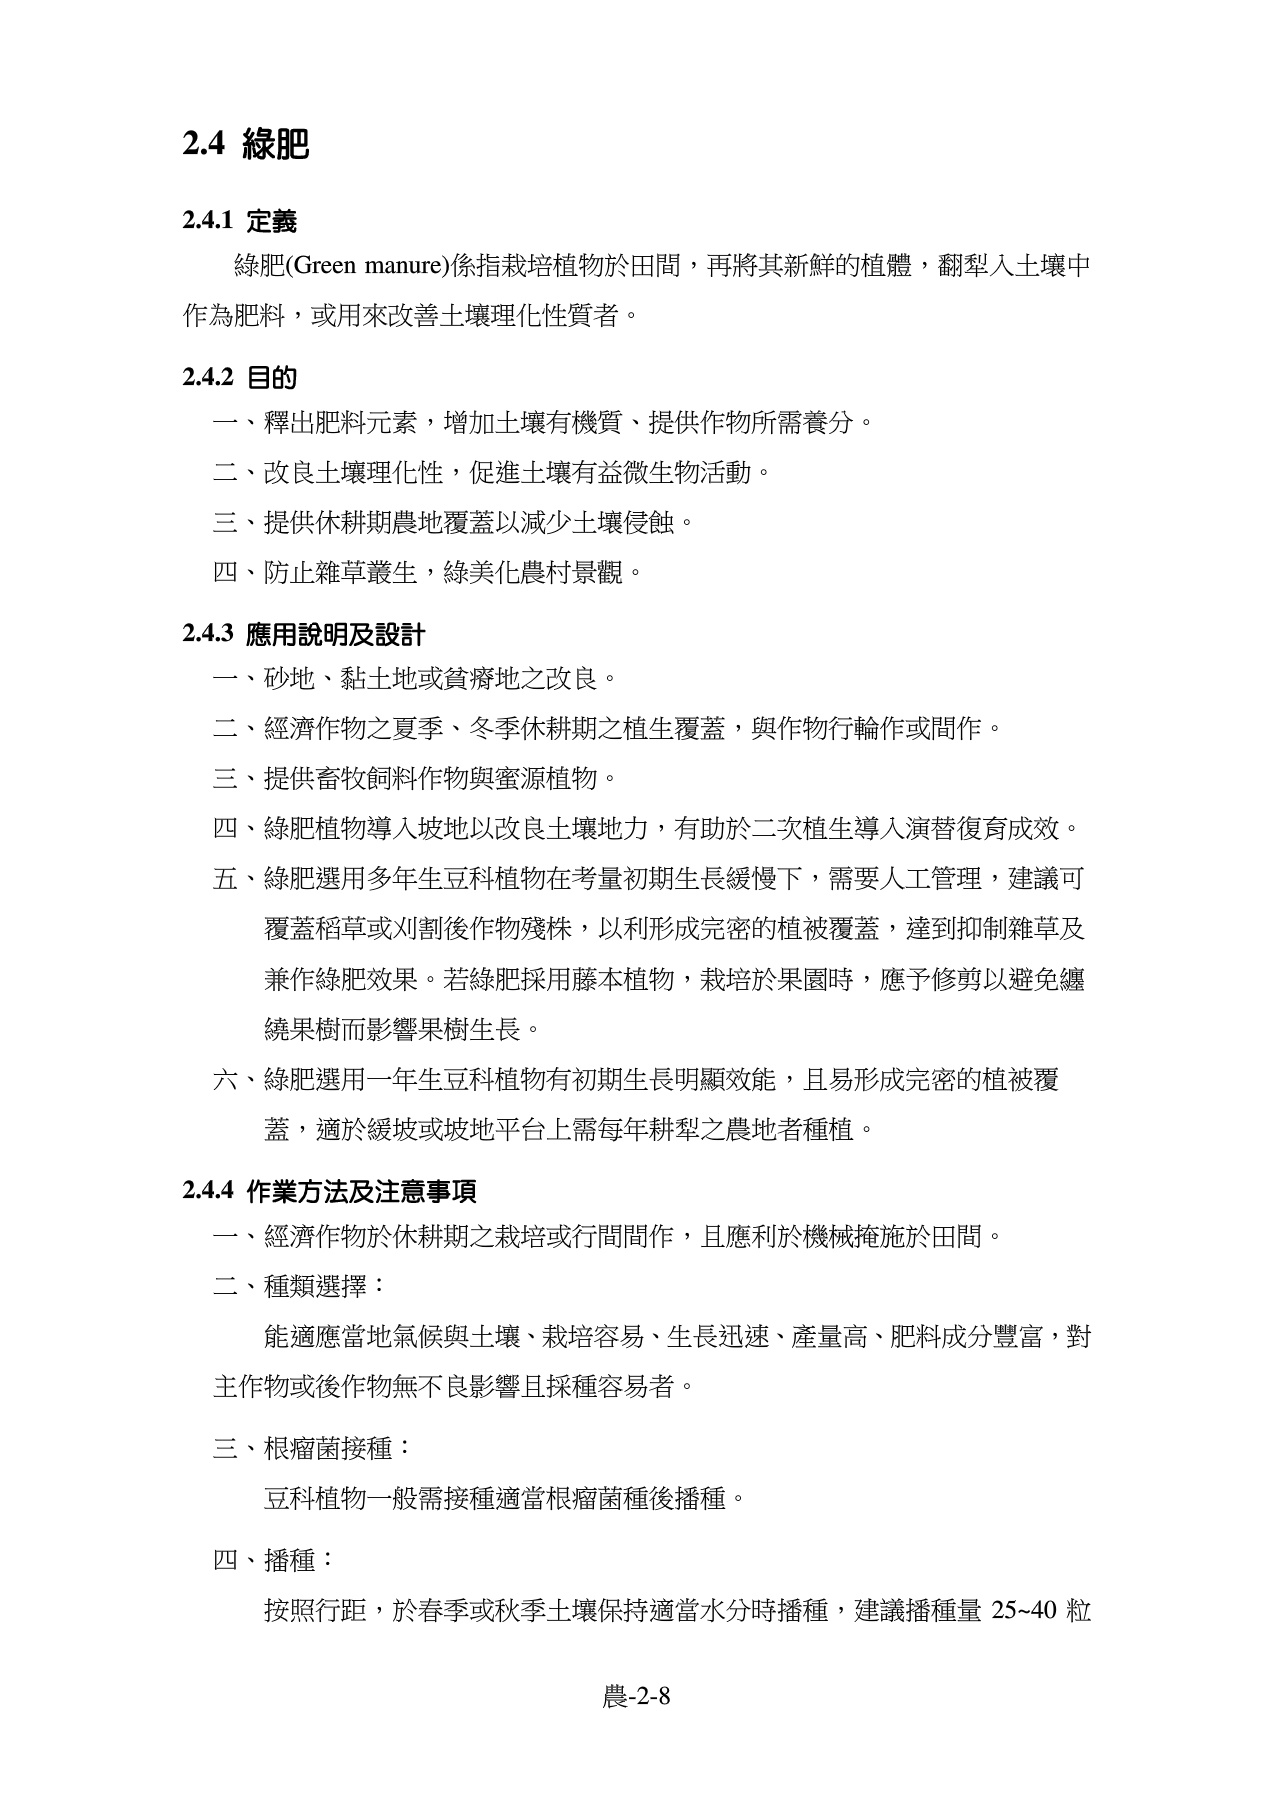 2.4 綠肥
2.4.1 定義
綠肥(Green manure)係指栽培植物於田間，再將其新鮮的植體，翻犁入土壤中
作為肥料，或用來改善土壤理化性質者。
2.4.2 目的
一、釋出肥料元素，增加土壤有機質、提供作物所需養分。
二、改良土壤理化性，促進土壤有益微生物活動。
三、提供休耕期農地覆蓋以減少土壤侵蝕。
四、防止雜草叢生，綠美化農村景觀。
2.4.3 應用說明及設計
一、砂地、黏土地或貧瘠地之改良。
二、經濟作物之夏季、冬季休耕期之植生覆蓋，與作物行輪作或間作。
三、提供畜牧飼料作物與蜜源植物。
四、綠肥植物導入坡地以改良土壤地力，有助於二次植生導入演替復育成效。
五、綠肥選用多年生豆科植物在考量初期生長緩慢下，需要人工管理，建議可
覆蓋稻草或刈割後作物殘株，以利形成完密的植被覆蓋，達到抑制雜草及
兼作綠肥效果。若綠肥採用藤本植物，栽培於果園時，應予修剪以避免纏
繞果樹而影響果樹生長。
六、綠肥選用一年生豆科植物有初期生長明顯效能，且易形成完密的植被覆
蓋，適於緩坡或坡地平台上需每年耕犁之農地者種植。
2.4.4 作業方法及注意事項
一、經濟作物於休耕期之栽培或行間間作，且應利於機械掩施於田間。
二、種類選擇：
能適應當地氣候與土壤、栽培容易、生長迅速、產量高、肥料成分豐富，對
主作物或後作物無不良影響且採種容易者。
三、根瘤菌接種：
豆科植物一般需接種適當根瘤菌種後播種。
四、播種：
按照行距，於春季或秋季土壤保持適當水分時播種，建議播種量 25~40 粒
農-2-8